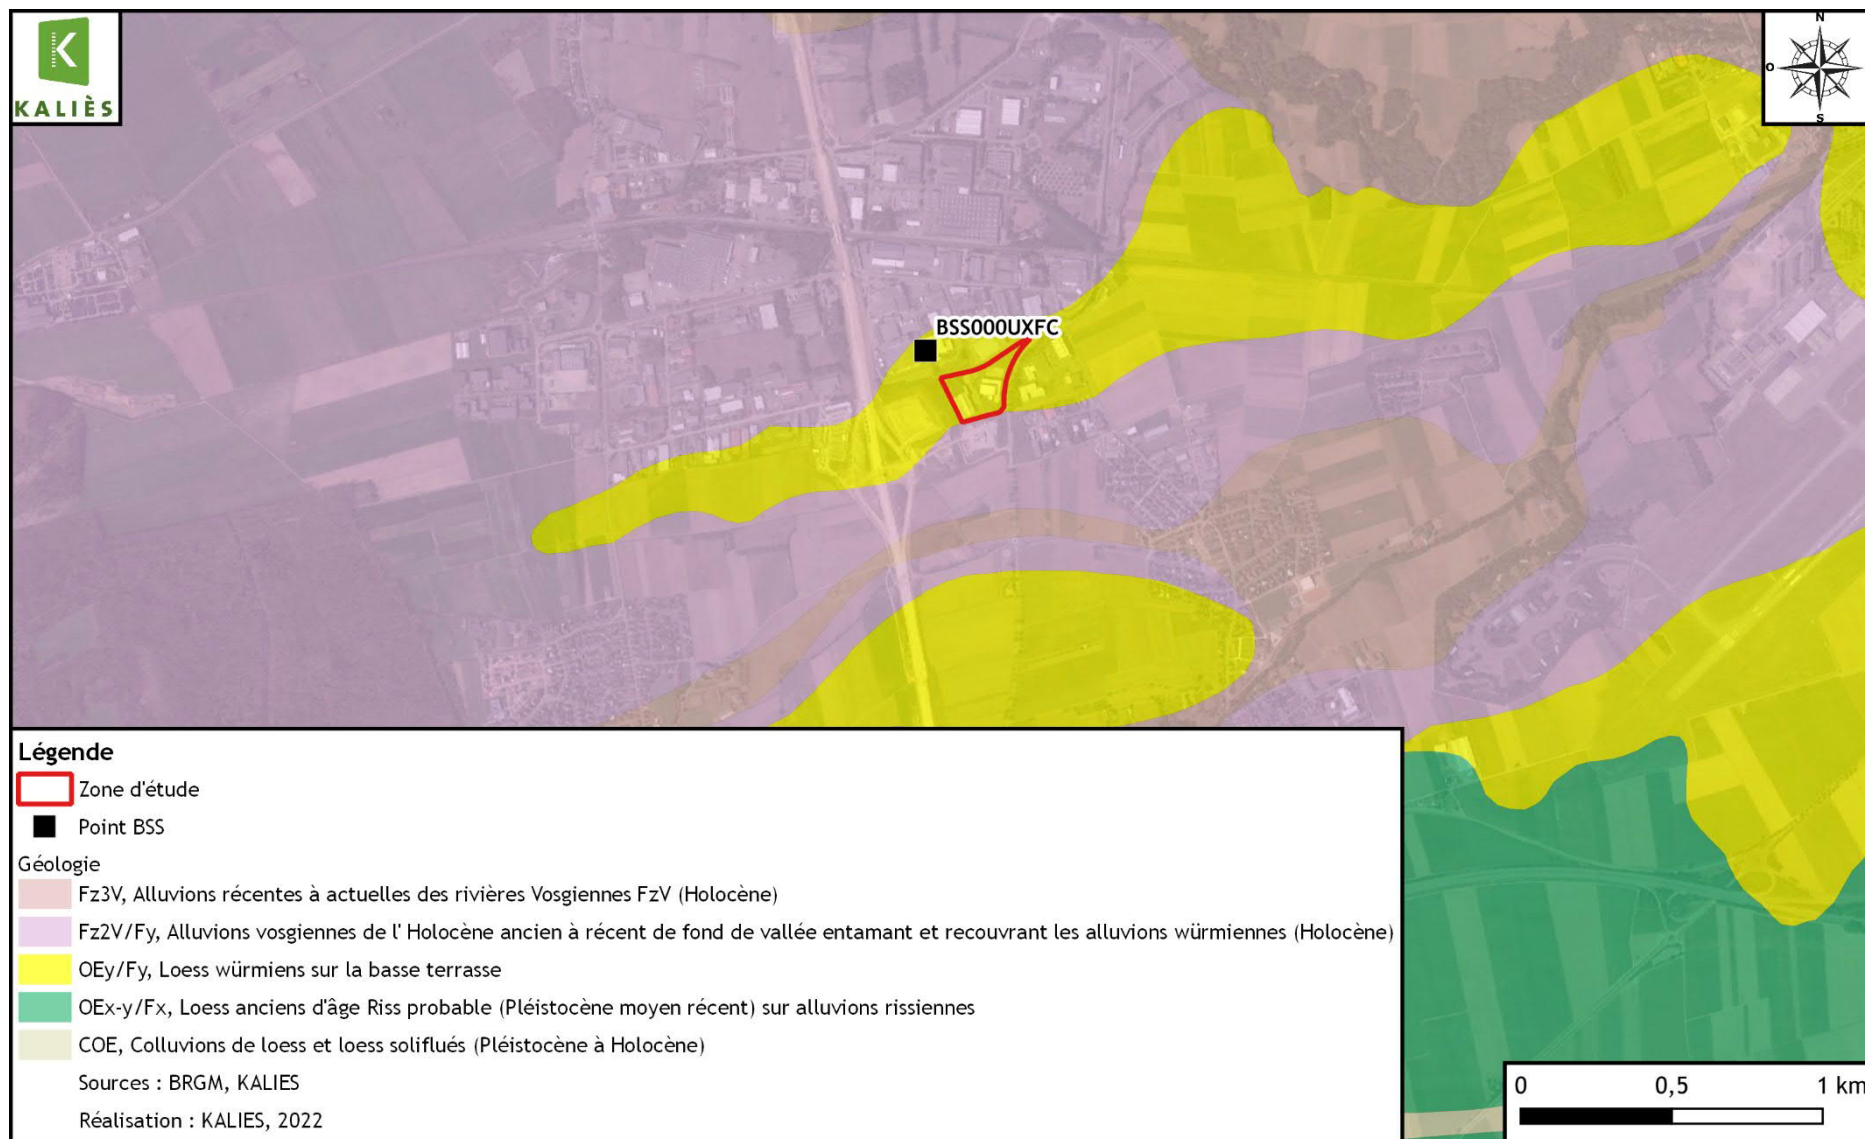 KALIÈS
N
O
S
BSS000UXFC
Légende
Zone d'étude
Point BSS
Géologie
Fz3V, Alluvions récentes à actuelles des rivières Vosgiennes FzV (Holocène)
Fz2V/Fy, Alluvions vosgiennes de l' Holocène ancien à récent de fond de vallée entamant et recouvrant les alluvions würmiennes (Holocène)
OEy/Fy, Loess würmiens sur la basse terrasse
OEx-y/Fx, Loess anciens d'âge Riss probable (Pléistocène moyen récent) sur alluvions rissiennes
COE, Colluvions de loess et loess soliflués (Pléistocène à Holocène)
Sources : BRGM, KALIES
Réalisation : KALIES, 2022
0 0,5 1 km